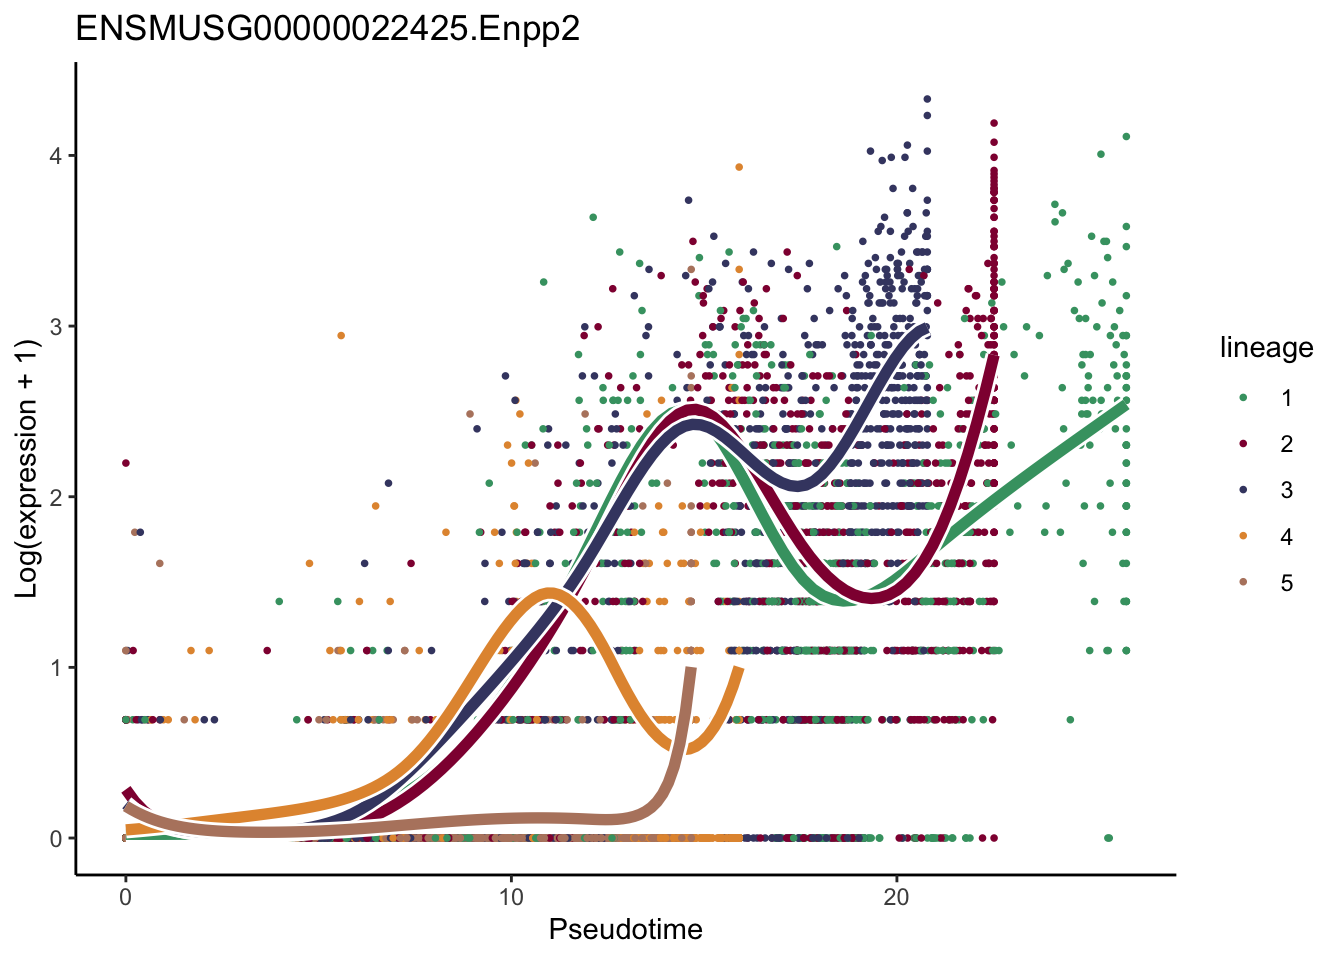 ENSMUSG00000022425.Enpp2
Log(expression + 1)
4
3
2
1
0
0 10 20
Pseudotime
lineage
1
2
3
4
5